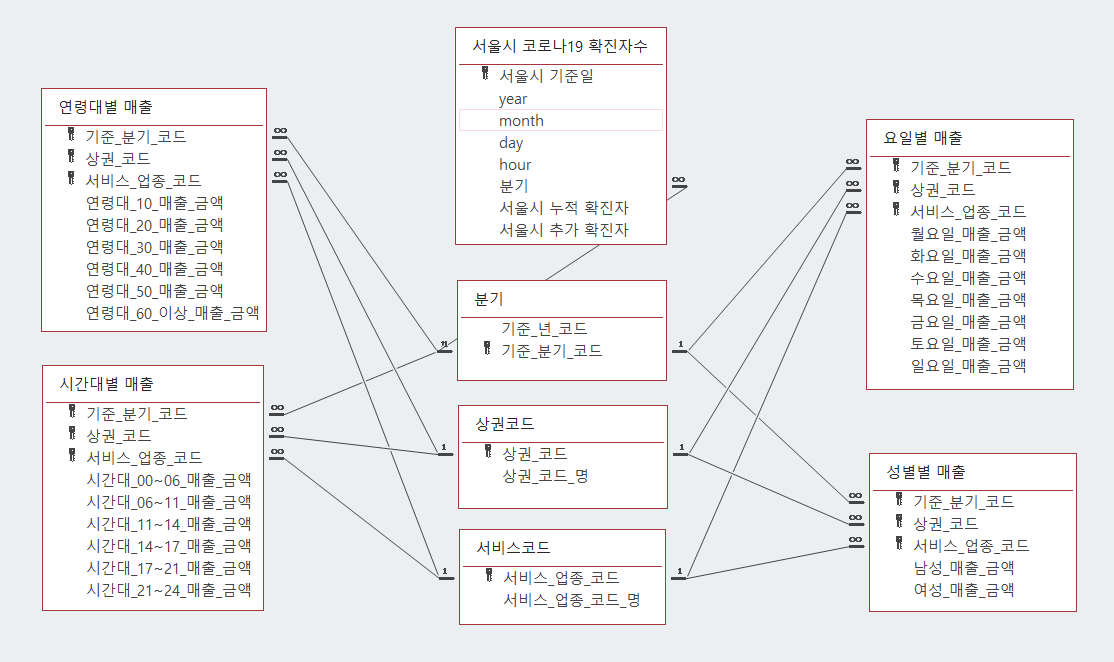 서울시 코로나19 확진자수
서울시 기준일
year
month
day
hour
분기
서울시 누적 확진자
서울시 추가 확진자
연령대별 매출
기준_분기_코드
상권_코드
서비스_업종_코드
연령대_10_매출_금액
연령대_20_매출_금액
연령대_30_매출_금액
연령대_40_매출_금액
연령대_50_매출_금액
연령대_60_이상_매출_금액
요일별 매출
기준_분기_코드
상권_코드
서비스_업종_코드
월요일_매출_금액
화요일_매출_금액
수요일_매출_금액
목요일_매출_금액
금요일_매출_금액
토요일_매출_금액
일요일_매출_금액
분기
기준_년_코드
기준_분기_코드
시간대별 매출
기준_분기_코드
상권_코드
서비스_업종_코드
시간대_00~06_매출_금액
시간대_06~11_매출_금액
시간대_11~14_매출_금액
시간대_14~17_매출_금액
시간대_17~21_매출_금액
시간대_21~24_매출_금액
상권코드
상권_코드
상권_코드_명
성별별 매출
기준_분기_코드
상권_코드
서비스_업종_코드
남성_매출_금액
여성_매출_금액
서비스코드
서비스_업종_코드
서비스_업종_코드_명
∞
∞
∞
∞
∞
∞
∞
∞
∞
∞
∞
∞
∞
1
1
1
1
1